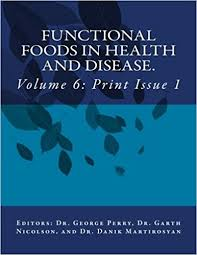 FUNCTIONAL
FOODS IN HEALTH
AND DISEASE.
Volume 6: Print Issue 1
Editors: Dr. George Perry, Dr. Garth
Nicolson, and Dr. Danik Martirosyan